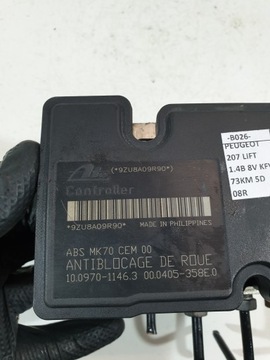 -B026-
PEUGEOT
207 LIFT
1.4B 8V KFV
73KM 5D
08R
Ate
(*9ZU8A09R90*)
Controller
*9ZU8A09R90* MADE IN PHILIPPINES
ABS MK70 CEM 00
ANTIBLOCAGE DE ROUE
10.0970-1146.3 00.0405-358E.0